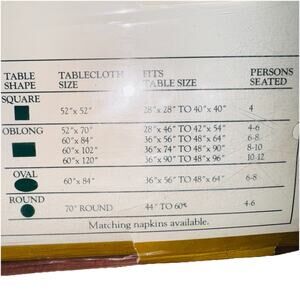 TABLE SHAPE TABLECLOTH SIZE FITS TABLE SIZE PERSONS SEATED
SQUARE 52"x 52" 28"x 28" TO 40"x 40" 4
OBLONG 52"x 70" 28"x 46" TO 42"x 54" 4-6
60"x 84" 36"x 56" TO 48"x 64" 6-8
60"x 102" 36"x 74" TO 48"x 90" 8-10
60"x 120" 36"x 90" TO 48"x 96" 10-12
OVAL 60"x 84" 36"x 56" TO 48"x 64" 6-8
ROUND 70" ROUND 44" TO 60" 4-6
Matching napkins available.